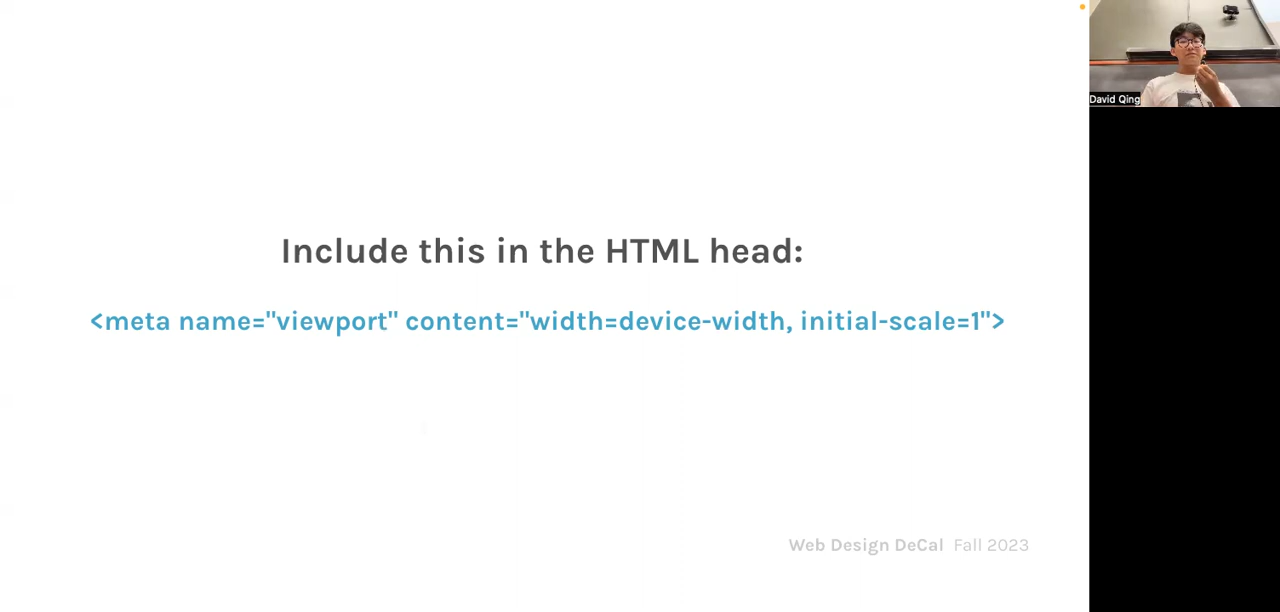 Include this in the HTML head:
<meta name="viewport" content="width=device-width, initial-scale=1">
Web Design DeCal Fall 2023
David Qing